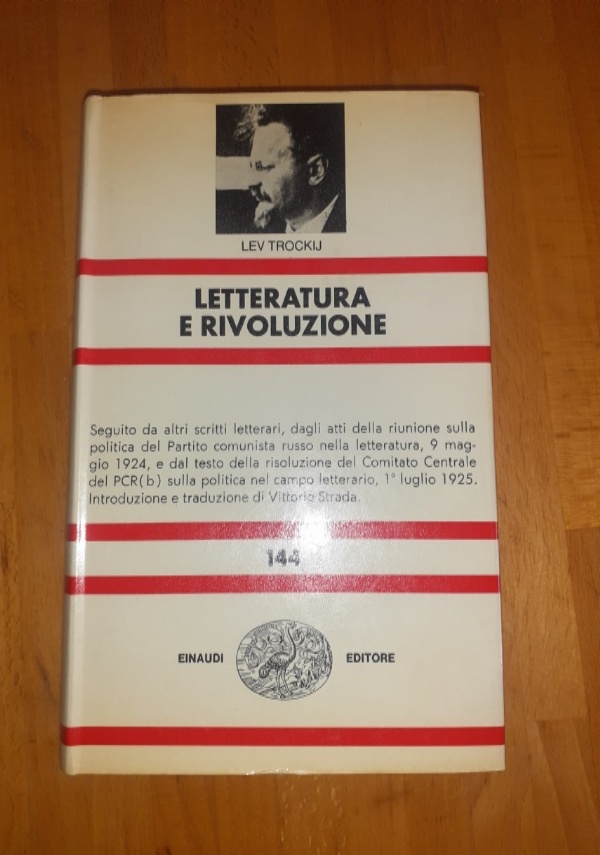 LEV TROCKIJ
LETTERATURA
E RIVOLUZIONE
Seguito da altri scritti letterari, dagli atti della riunione sulla
politica del Partito comunista russo nella letteratura, 9 mag-
gio 1924, e dal testo della risoluzione del Comitato Centrale
del PCR(b) sulla politica nel campo letterario, 1° luglio 1925.
Introduzione e traduzione di Vittorio Strada.
144
EINAUDI EDITORE